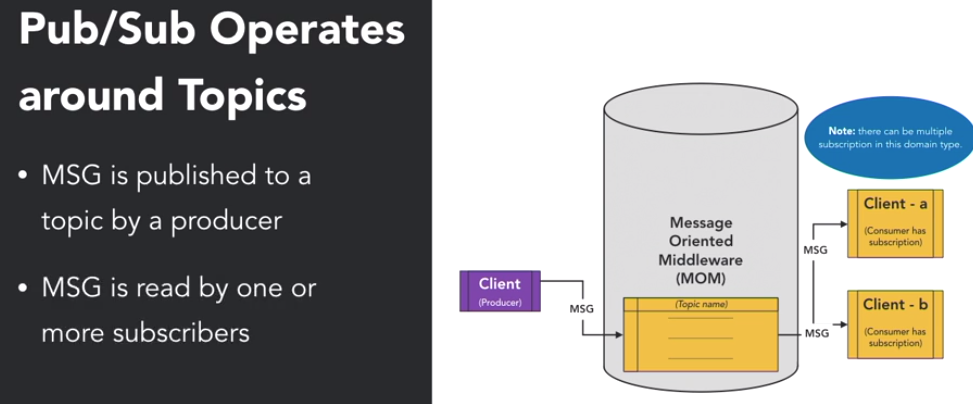 Pub/Sub Operates
around Topics
• MSG is published to a
topic by a producer
• MSG is read by one or
more subscribers
Note: there can be multiple
subscription in this domain type.
Message
Oriented
Middleware
(MOM)
(Topic name)
Client
(Producer)
MSG
MSG
MSG
Client - a
(Consumer has
subscription)
Client - b
(Consumer has
subscription)